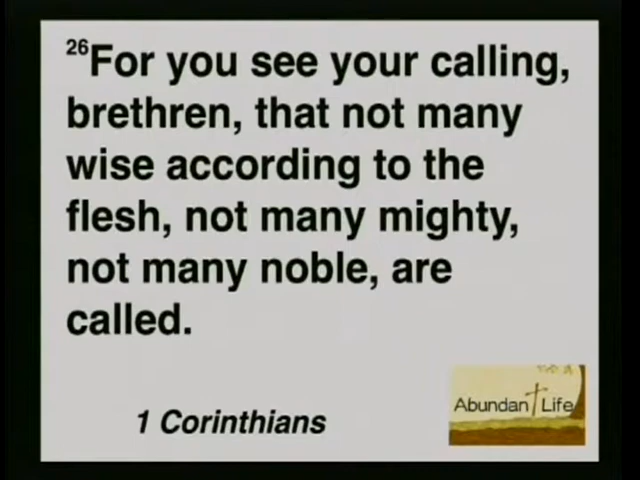 26For you see your calling,
brethren, that not many
wise according to the
flesh, not many mighty,
not many noble, are
called.
1 Corinthians
Abundant Life